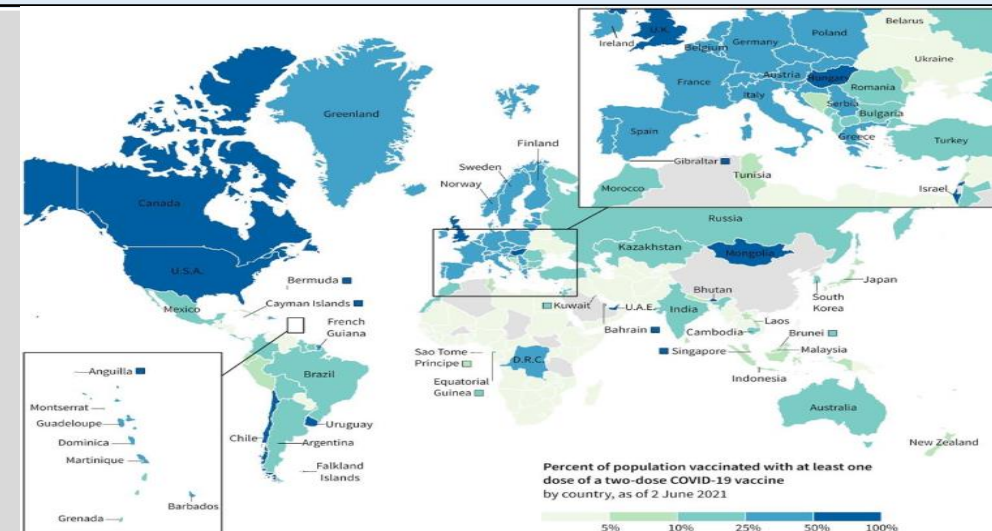 Greenland
Finland
Sweden
Norway
Canada
U.S.A.
Mexico
Bermuda
Cayman Islands
French
Guiana
Brazil
Chile
Uruguay
Argentina
Falkland
Islands
Anguilla
Montserrat
Guadeloupe
Dominica
Martinique
Barbados
Grenada
Ireland
U.K.
Belgium
Germany
Poland
Belarus
Ukraine
France
Austria
Hungary
Romania
Italy
Serbia
Bulgaria
Spain
Greece
Turkey
Gibraltar
Morocco
Tunisia
Israel
Russia
Kazakhstan
Mongolia
Bhutan
Japan
South
Korea
Kuwait
U.A.E.
India
Bahrain
Laos
Cambodia
Brunei
Malaysia
Singapore
Indonesia
Sao Tome
Principe
D.R.C.
Equatorial
Guinea
Australia
New Zealand
Percent of population vaccinated with at least one
dose of a two-dose COVID-19 vaccine
by country, as of 2 June 2021
5% 10% 25% 50% 100%